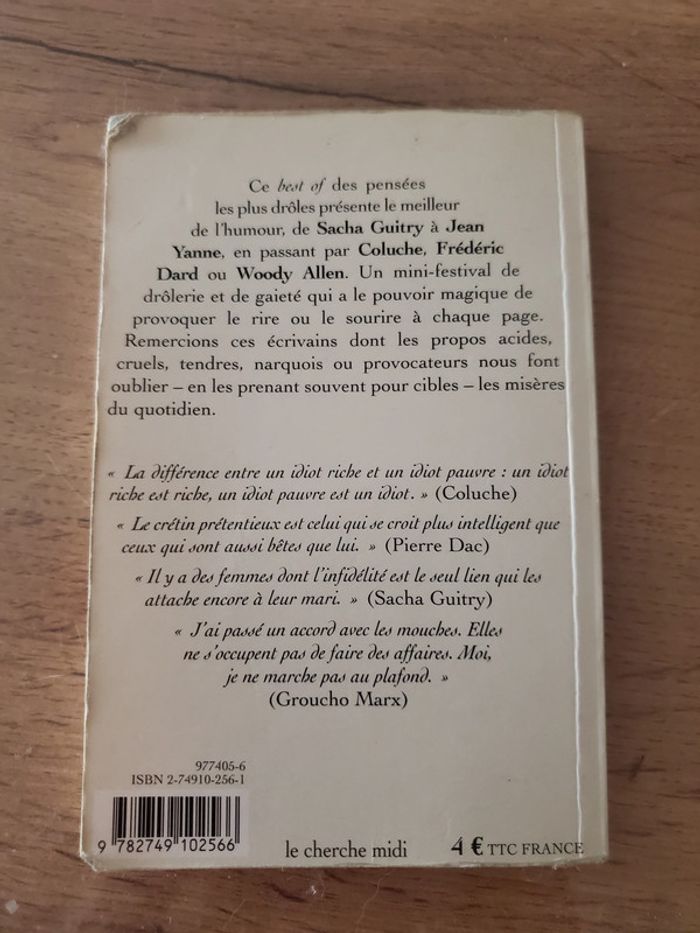 Ce best of des pensées
les plus drôles présente le meilleur
de l'humour, de Sacha Guitry à Jean
Yanne, en passant par Coluche, Frédéric
Dard ou Woody Allen. Un mini-festival de
drôlerie et de gaieté qui a le pouvoir magique de
provoquer le rire ou le sourire à chaque page.
Remercions ces écrivains dont les propos acides,
cruels, tendres, narquois ou provocateurs nous font
oublier – en les prenant souvent pour cibles – les misères
du quotidien.
« La différence entre un idiot riche et un idiot pauvre : un idiot
riche est riche, un idiot pauvre est un idiot. » (Coluche)
« Le crétin prétentieux est celui qui se croit plus intelligent que
ceux qui sont aussi bêtes que lui. » (Pierre Dac)
« Il y a des femmes dont l'infidélité est le seul lien qui les
attache encore à leur mari. » (Sacha Guitry)
« J'ai passé un accord avec les mouches. Elles
ne s'occupent pas de faire des affaires. Moi,
je ne marche pas au plafond. »
(Groucho Marx)
977405-6
ISBN 2-74910-256-1
9 782749 102566
le cherche midi
4 € TTC FRANCE